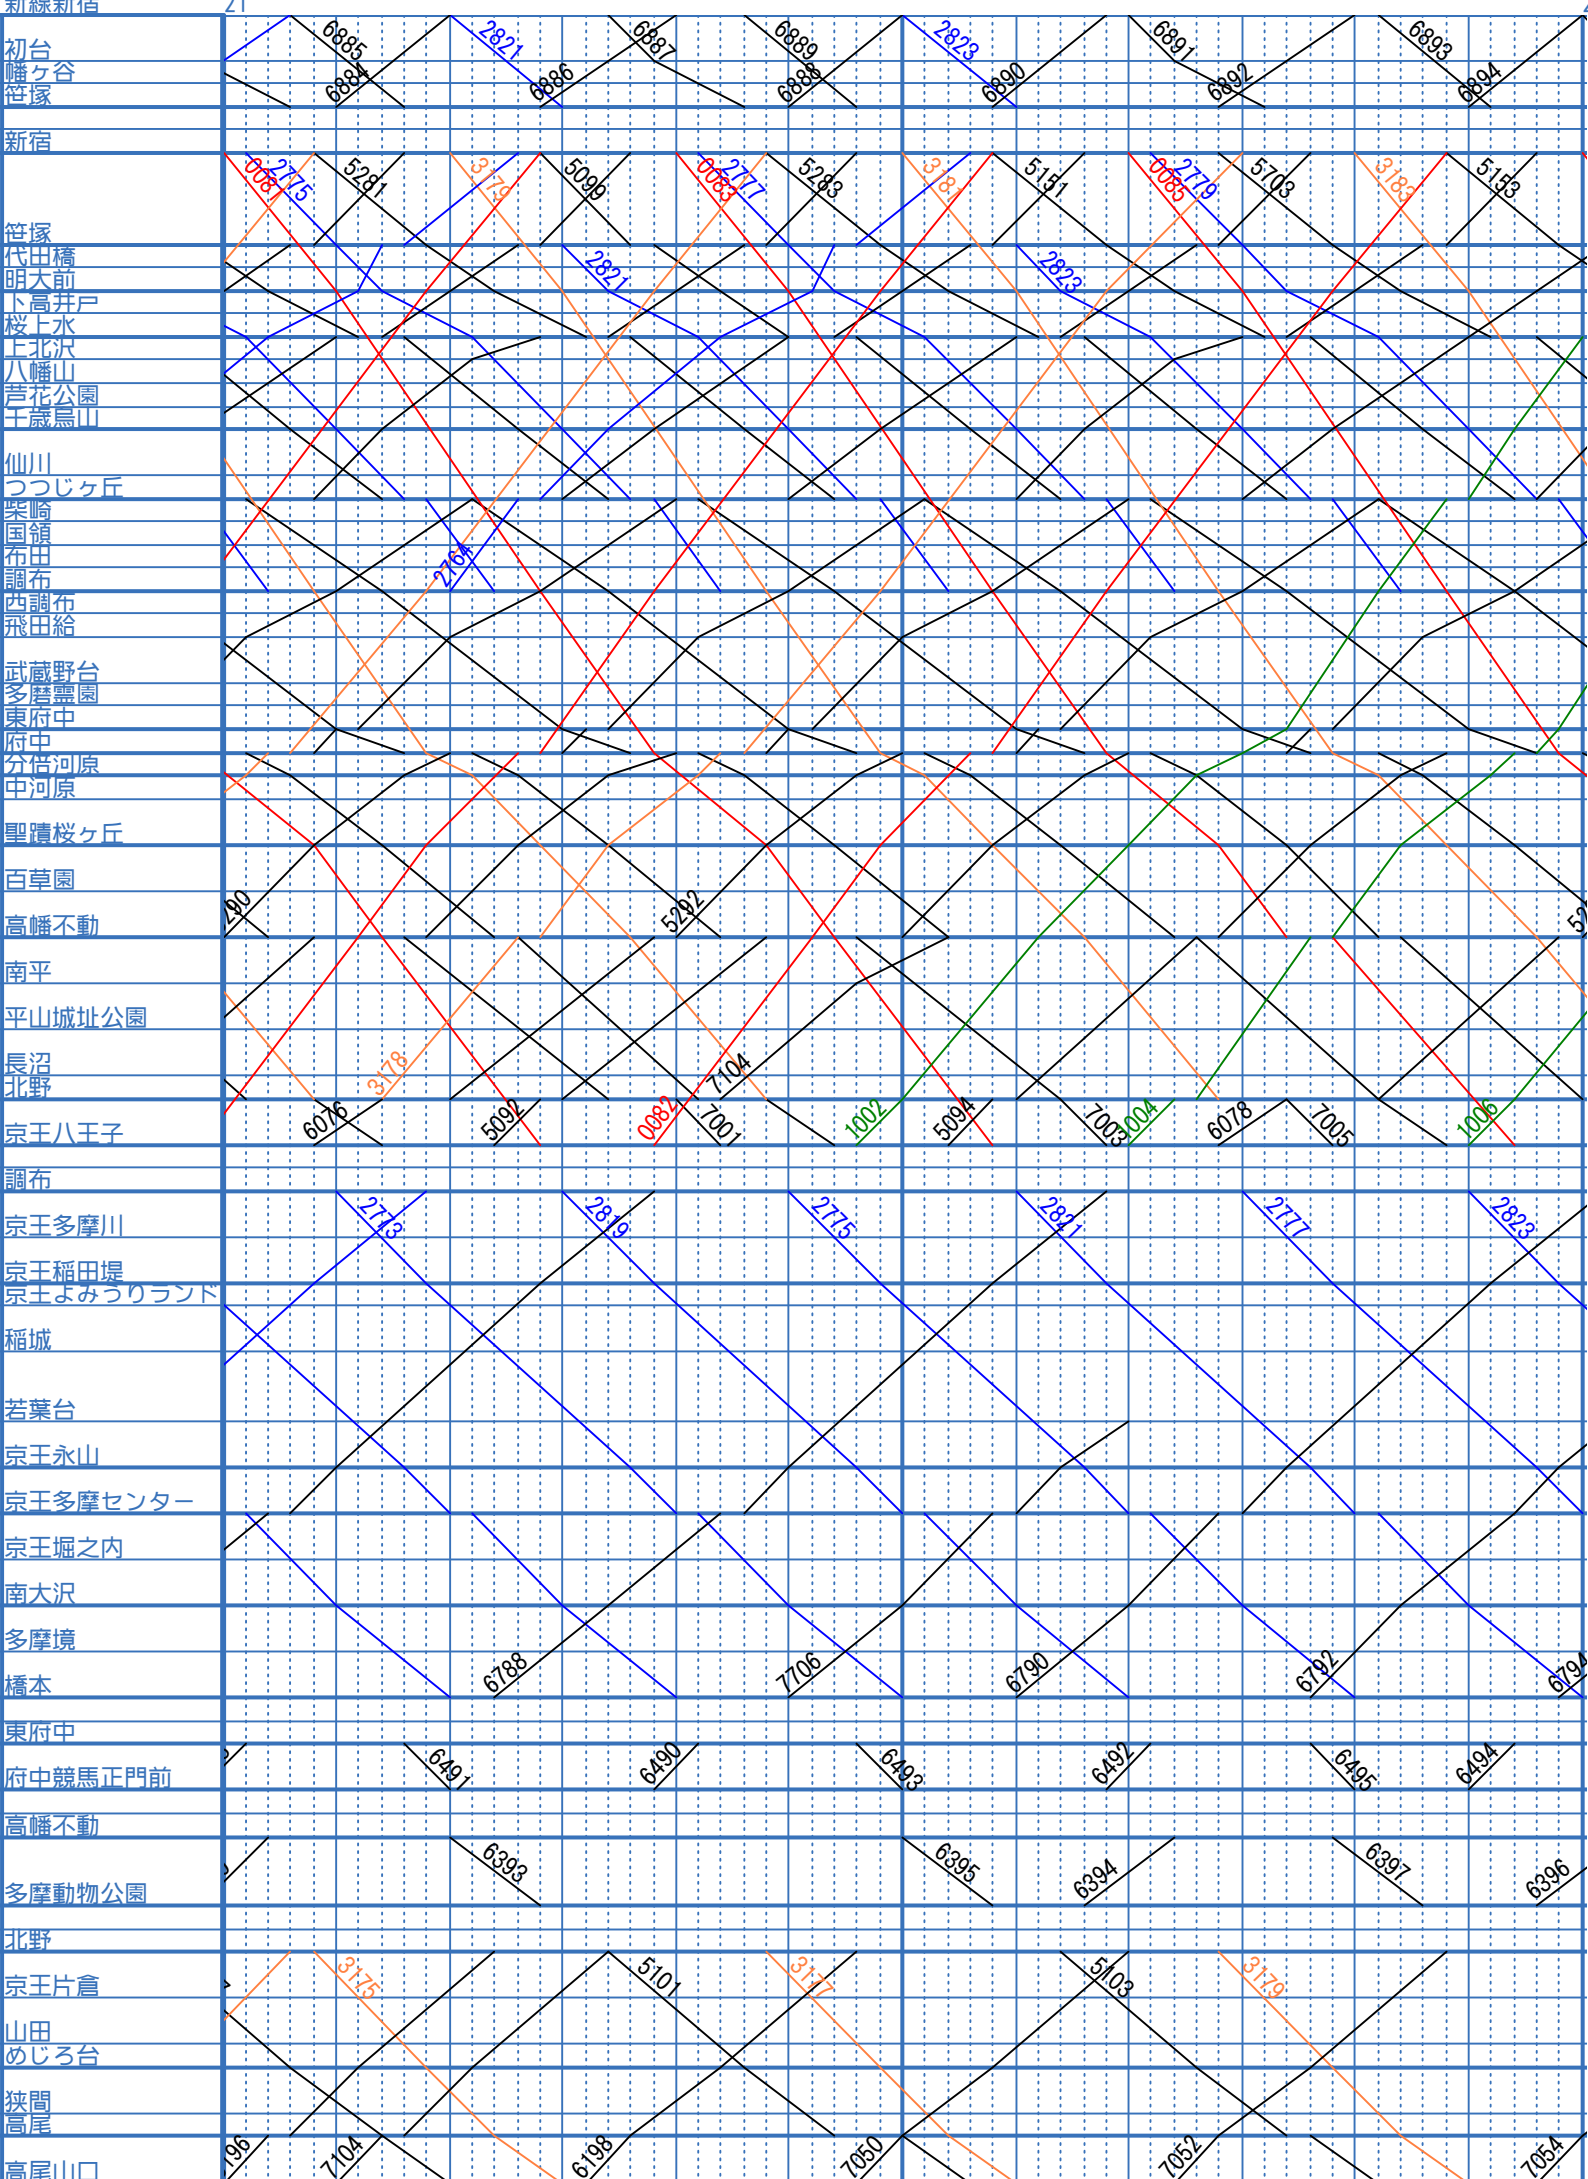 新線新宿 21
初台 6885 2821 6887 6889 2823 6891 6893
幡ヶ谷
笹塚 6884 6886 6888 6890 6892 6894
新宿
0081 2775 5281 3179 5099 0083 2777 5283 3181 5151 0085 2779 5703 3183 5153
笹塚
代田橋
明大前 2821 2823
下高井戸
桜上水
上北沢
八幡山
芦花公園
千歳烏山
仙川
つつじヶ丘
柴崎
国領
布田
調布 2764
西調布
飛田給
武蔵野台
多磨霊園
東府中
府中
分倍河原
中河原
聖蹟桜ヶ丘
百草園
高幡不動 5292
南平
平山城址公園
長沼
北野 3178 7104
京王八王子 6076 5092 0082 7001 1002 5094 7003 1004 6078 7005 1006
調布
京王多摩川 2773 2819 2775 2821 2777 2823
京王稲田堤
京王よみうりランド
稲城
若葉台
京王永山
京王多摩センター
京王堀之内
南大沢
多摩境
橋本 6788 7706 6790 6792 6794
東府中
府中競馬正門前 6491 6490 6493 6492 6495 6494
高幡不動
多摩動物公園 6393 6395 6394 6397 6396
北野
京王片倉 3175 5101 3177 5103 3179
山田
めじろ台
狭間
高尾
高尾山口 7104 6198 7050 7052 7054